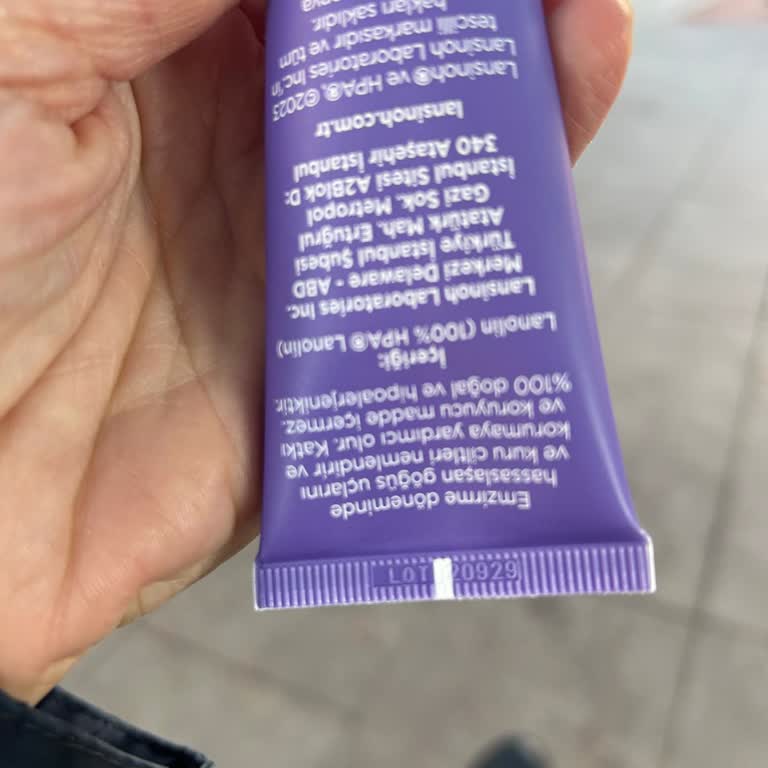 Emzirme döneminde
hassaslaşan göğüs uçlarını
ve kuru ciltleri nemlendirir ve
korumaya yardımcı olur. Katkı
ve koruyucu madde içermez.
%100 doğal ve hipoalerjeniktir.
İçeriği:
Lanolin (100% HPA® Lanolin)
Lansinoh Laboratories Inc.
Merkezi Delaware - ABD
Türkiye İstanbul Şubesi
Atatürk Mah. Ertuğrul
Gazi Sok. Metropol
İstanbul Sitesi A2Blok D:
340 Ataşehir İstanbul
lansinoh.com.tr
Lansinoh® ve HPA®, ©2023
Lansinoh Laboratories Inc.'in
tescilli markasıdır ve tüm
hakları saklıdır.
LOT 20929